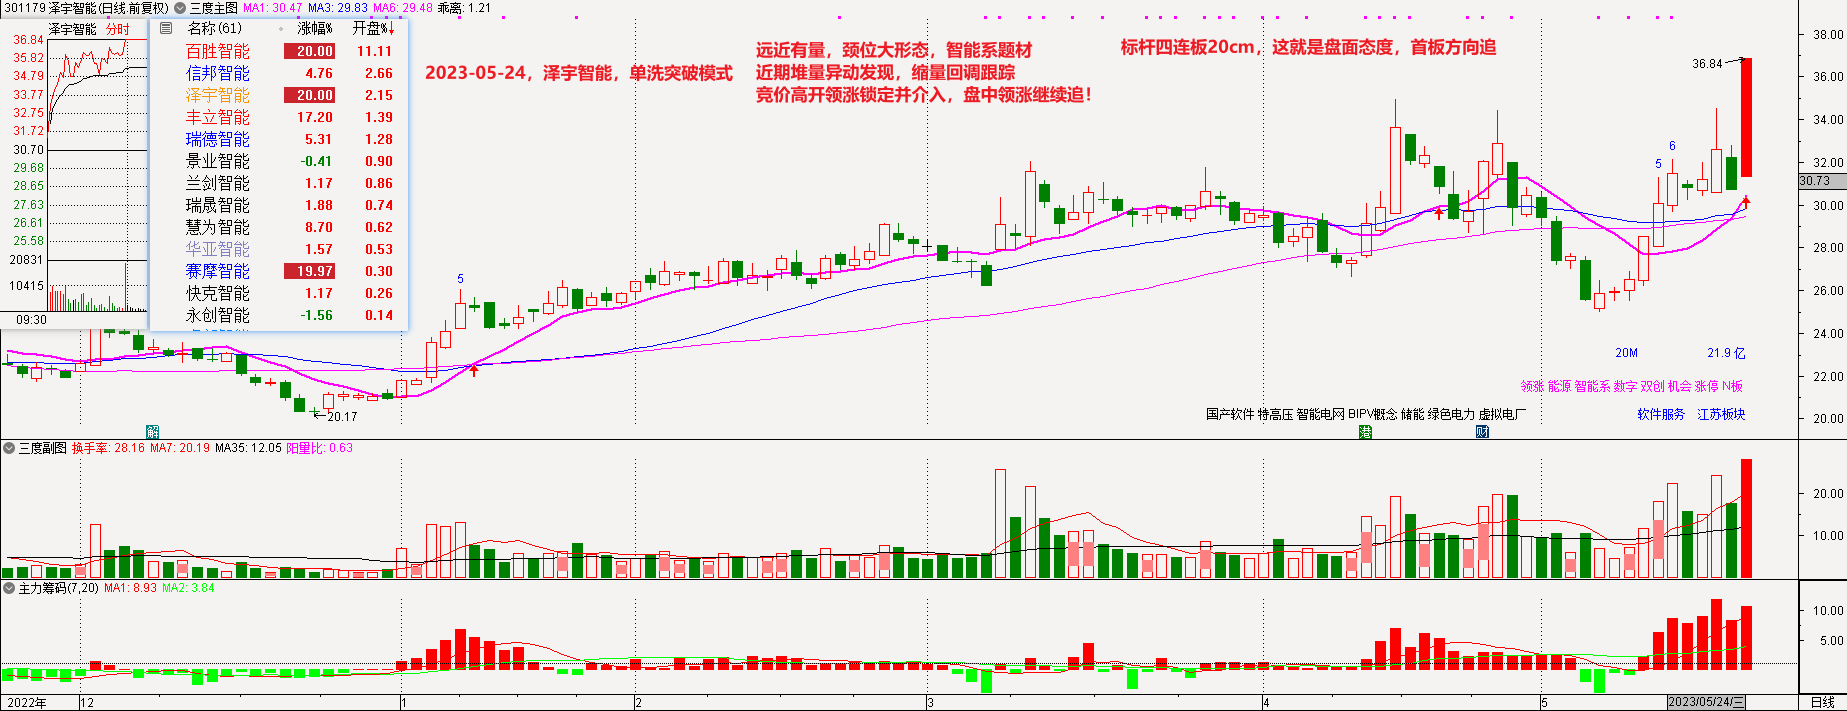 301179 泽宇智能(日线.前复权) 三度主图 MA1: 30.47 MA3: 29.83 MA6: 29.48 乖离: 1.21
泽宇智能 分时
36.84
35.82
34.79
33.77
32.75
31.72
30.70
29.68
28.65
27.63
26.61
25.58
20831
10415
09:30
名称(61) 涨幅% 开盘%↓
百胜智能 20.00 11.11
信邦智能 4.76 2.66
泽宇智能 20.00 2.15
丰立智能 17.20 1.39
瑞德智能 5.31 1.28
景业智能 -0.41 0.90
兰剑智能 1.17 0.86
瑞晟智能 1.88 0.74
慧为智能 8.70 0.62
华亚智能 1.57 0.53
赛摩智能 19.97 0.30
快克智能 1.17 0.26
永创智能 -1.56 0.14
2023-05-24，泽宇智能，单洗突破模式
远近有量，颈位大形态，智能系题材
近期堆量异动发现，缩量回调跟踪
竞价高开领涨锁定并介入，盘中领涨继续追！
标杆四连板20cm，这就是盘面态度，首板方向追
36.84
5
5
6
20.17
38.00
36.00
34.00
32.00
30.73
30.00
28.00
26.00
24.00
22.00
20.00
20M 21.9 亿
领涨 能源 智能系 数字 双创 机会 涨停 N板
国产软件 特高压 智能电网 BIPV概念 储能 绿色电力 虚拟电厂
软件服务 江苏板块
解
港
财
三度副图 换手率: 28.16 MA7: 20.19 MA35: 12.05 阳量比: 0.63
20.00
10.00
主力筹码(7,20) MA1: 8.93 MA2: 3.84
10.00
5.00
2022年 12 1 2 3 4 5 2023/05/24/三 日线